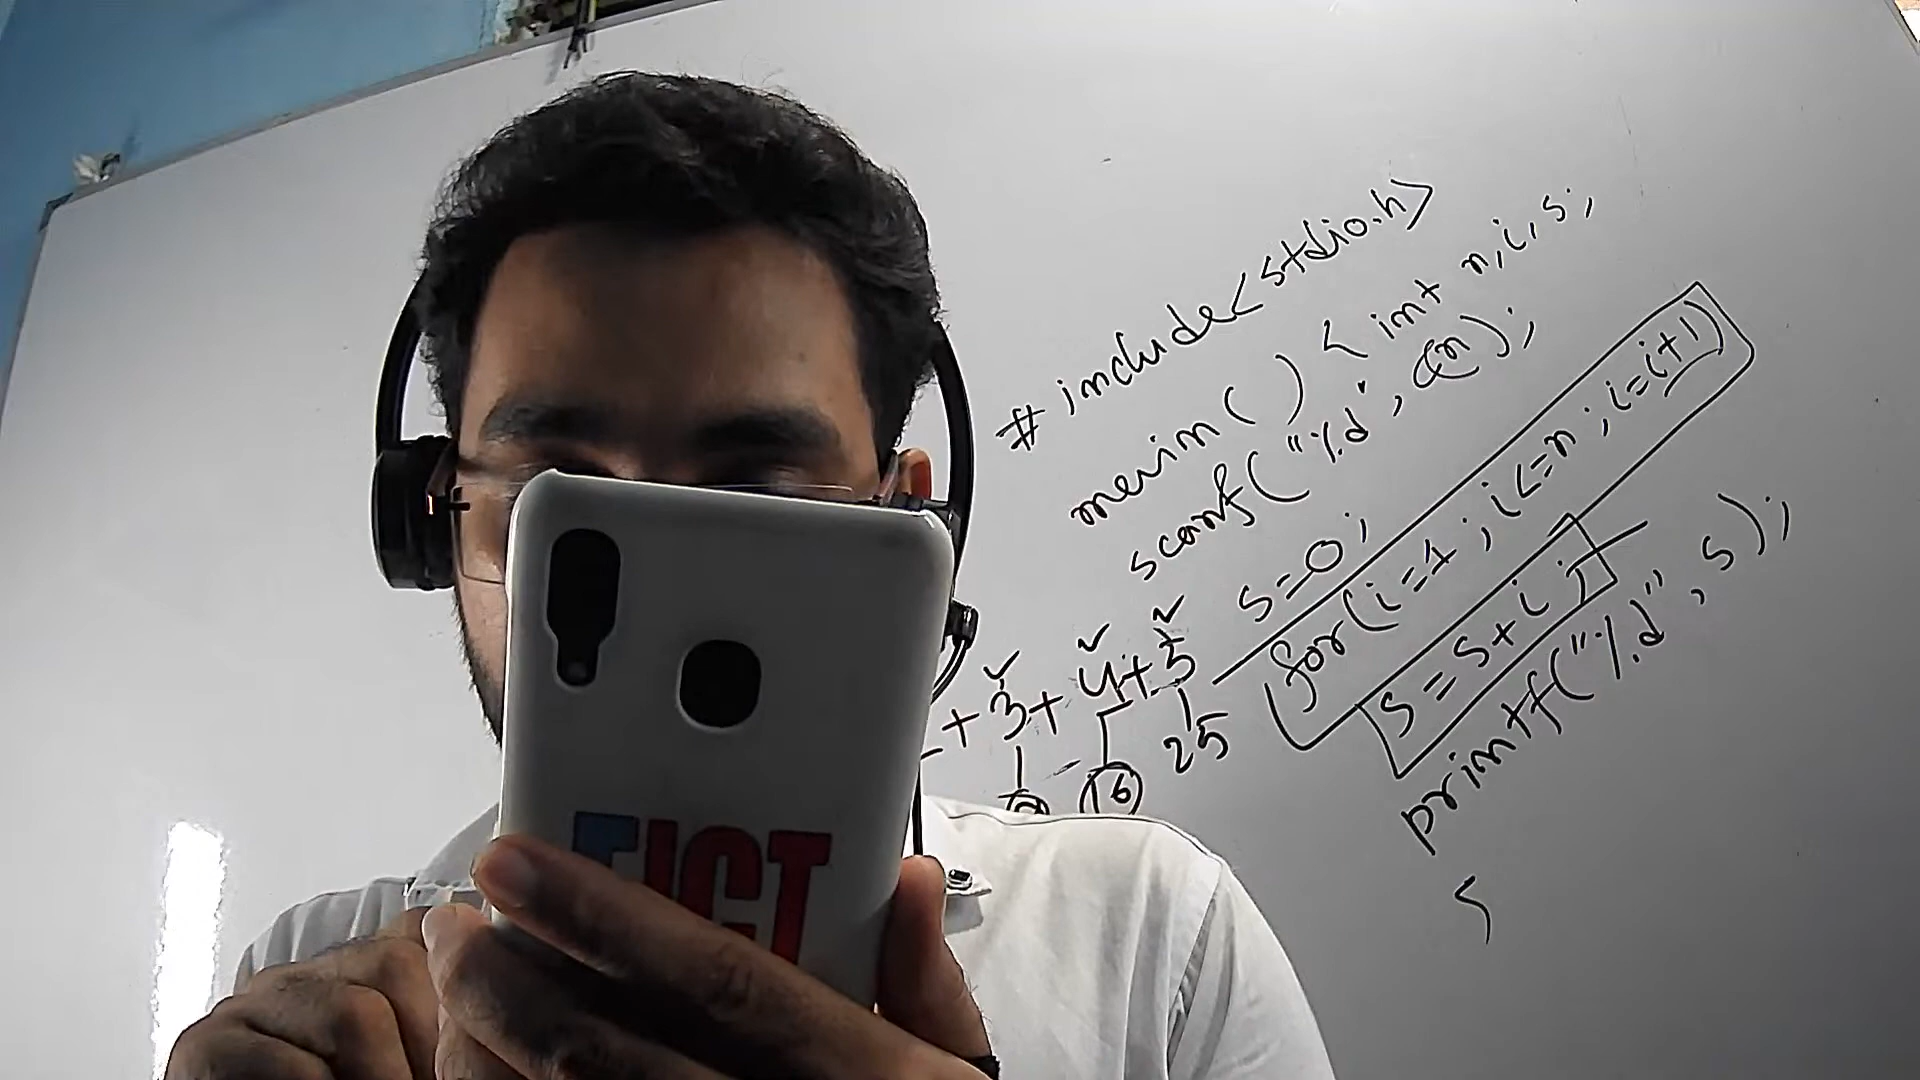 #include<stdio.h>
main() { int n, i, s;
scanf("%d", &n);
s=0;
for(i=1; i<=n; i=i+1)
s=s+i;
printf("%d", s);
}
+ 3 + 4 + 5
16 25
ICT